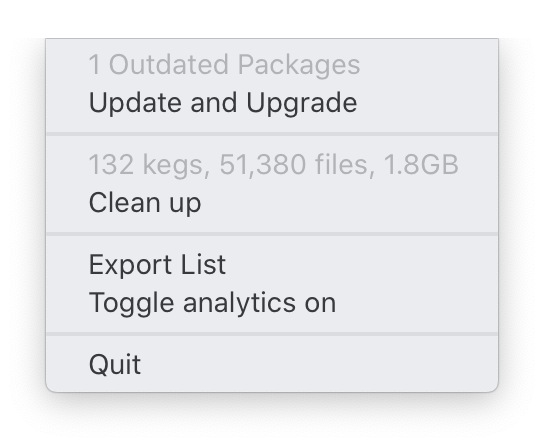 1 Outdated Packages
Update and Upgrade
132 kegs, 51,380 files, 1.8GB
Clean up
Export List
Toggle analytics on
Quit